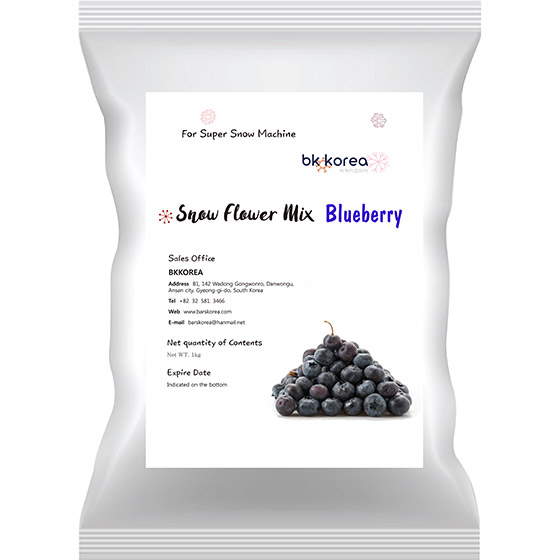 For Super Snow Machine
bk korea
Snow Flower Mix Blueberry
Sales Office
BKKOREA
Address B1, 142 Wadong Gongwonro, Danwongu,
Ansan city, Gyeong-gi-do, South Korea
Tel +82. 32. 581. 3466
Web www.barskorea.com
E-mail barskorea@hanmail.net
Net quantity of Contents
Net WT. 1kg
Expire Date
Indicated on the bottom